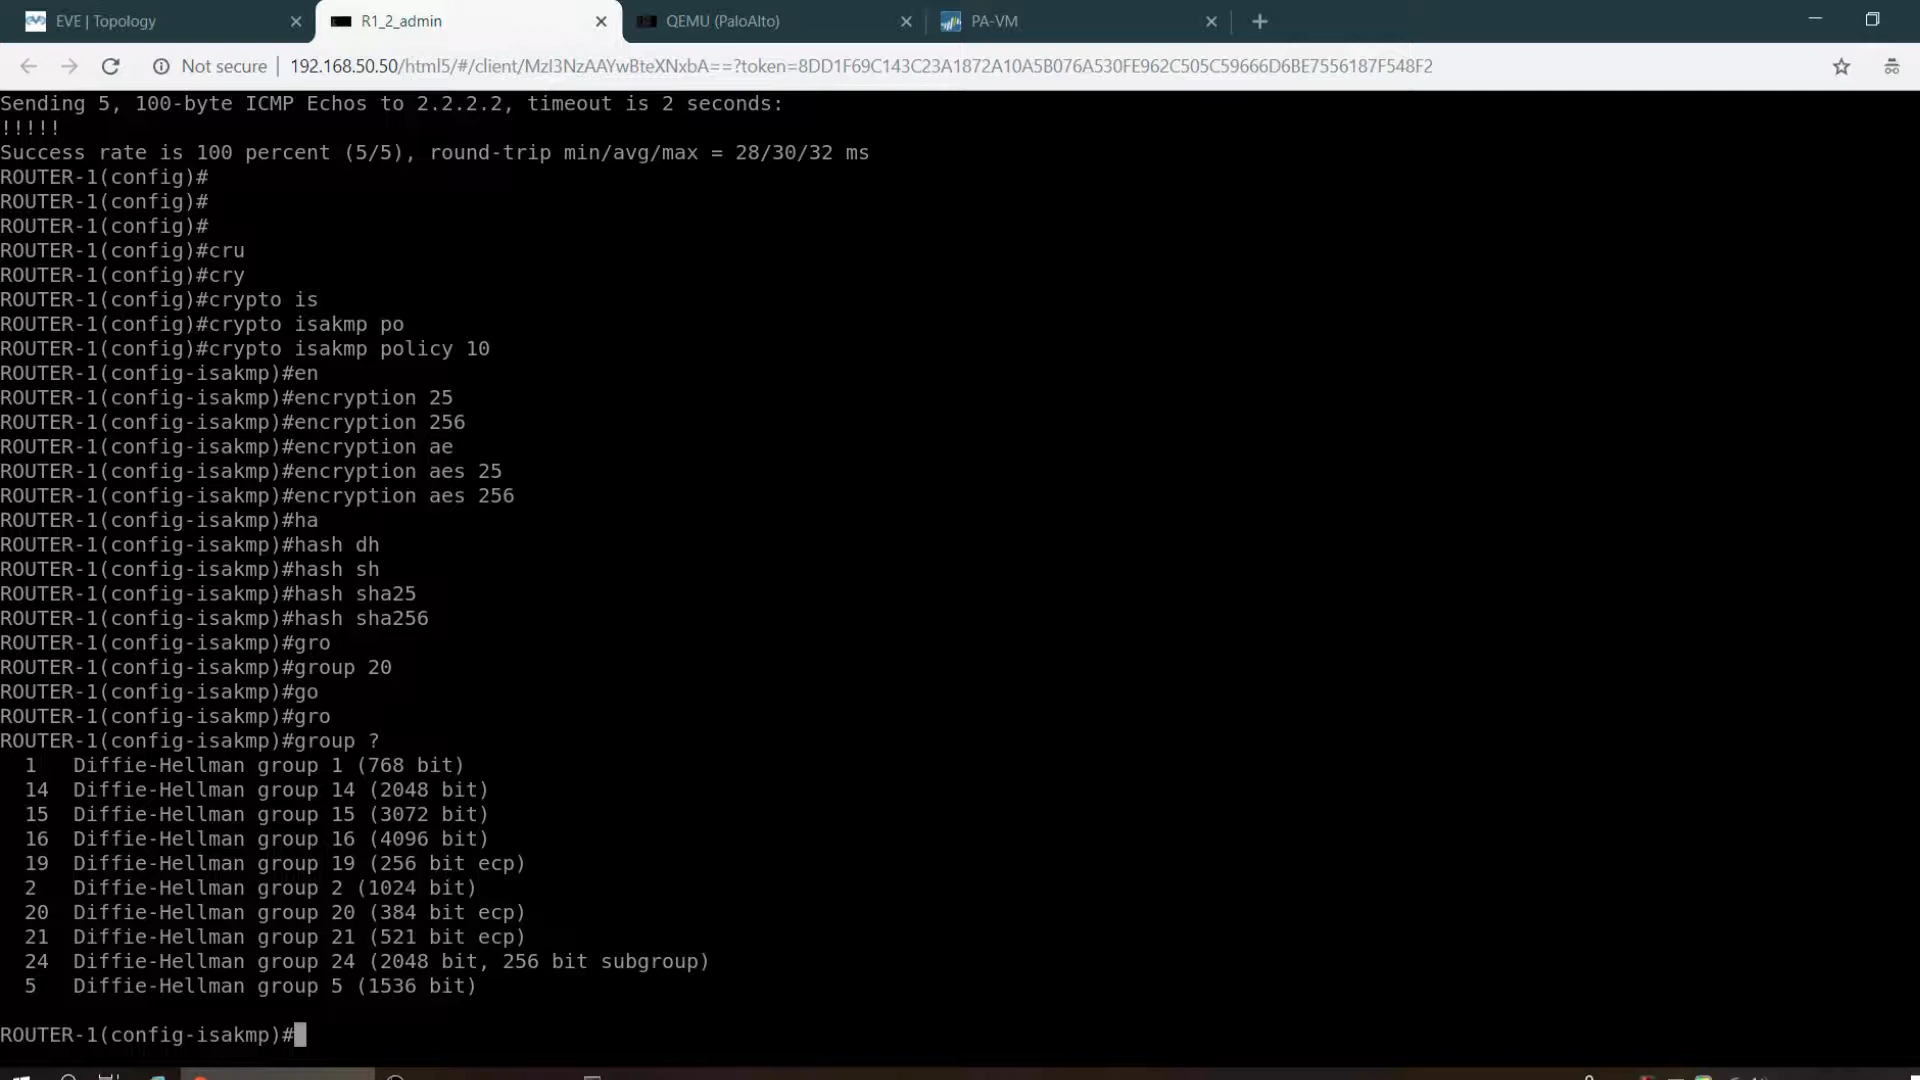 EVE | Topology
R1_2_admin
QEMU (PaloAlto)
PA-VM
Not secure | 192.168.50.50/html5/#/client/MzI3NzAAYwBteXNxbA==?token=8DD1F69C143C23A1872A10A5B076A530FE962C505C59666D6BE7556187F548F2
Sending 5, 100-byte ICMP Echos to 2.2.2.2, timeout is 2 seconds:
!!!!!
Success rate is 100 percent (5/5), round-trip min/avg/max = 28/30/32 ms
ROUTER-1(config)#
ROUTER-1(config)#
ROUTER-1(config)#
ROUTER-1(config)#cru
ROUTER-1(config)#cry
ROUTER-1(config)#crypto is
ROUTER-1(config)#crypto isakmp po
ROUTER-1(config)#crypto isakmp policy 10
ROUTER-1(config-isakmp)#en
ROUTER-1(config-isakmp)#encryption 25
ROUTER-1(config-isakmp)#encryption 256
ROUTER-1(config-isakmp)#encryption ae
ROUTER-1(config-isakmp)#encryption aes 25
ROUTER-1(config-isakmp)#encryption aes 256
ROUTER-1(config-isakmp)#ha
ROUTER-1(config-isakmp)#hash dh
ROUTER-1(config-isakmp)#hash sh
ROUTER-1(config-isakmp)#hash sha25
ROUTER-1(config-isakmp)#hash sha256
ROUTER-1(config-isakmp)#gro
ROUTER-1(config-isakmp)#group 20
ROUTER-1(config-isakmp)#go
ROUTER-1(config-isakmp)#gro
ROUTER-1(config-isakmp)#group ?
1 Diffie-Hellman group 1 (768 bit)
14 Diffie-Hellman group 14 (2048 bit)
15 Diffie-Hellman group 15 (3072 bit)
16 Diffie-Hellman group 16 (4096 bit)
19 Diffie-Hellman group 19 (256 bit ecp)
2 Diffie-Hellman group 2 (1024 bit)
20 Diffie-Hellman group 20 (384 bit ecp)
21 Diffie-Hellman group 21 (521 bit ecp)
24 Diffie-Hellman group 24 (2048 bit, 256 bit subgroup)
5 Diffie-Hellman group 5 (1536 bit)
ROUTER-1(config-isakmp)#